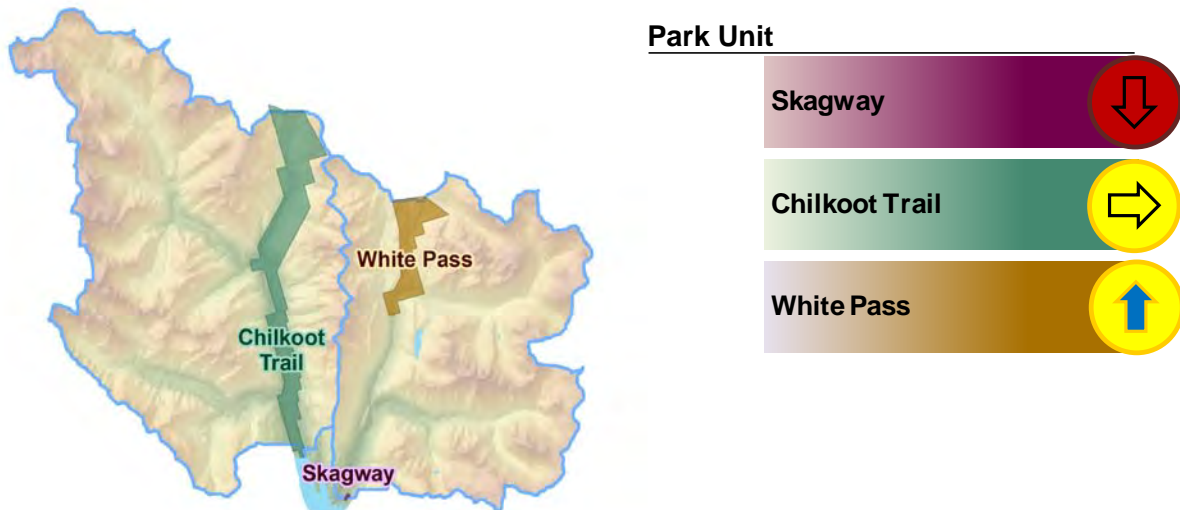 Park Unit
Skagway
Chilkoot Trail
White Pass
White Pass
Chilkoot
Trail
Skagway